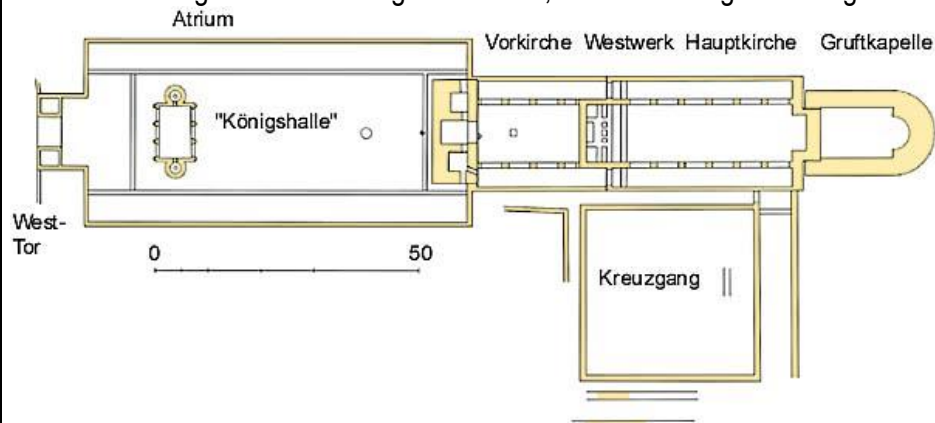 Atrium
Vorkirche Westwerk Hauptkirche Gruftkapelle
"Königshalle"
West-
Tor
0 50
Kreuzgang